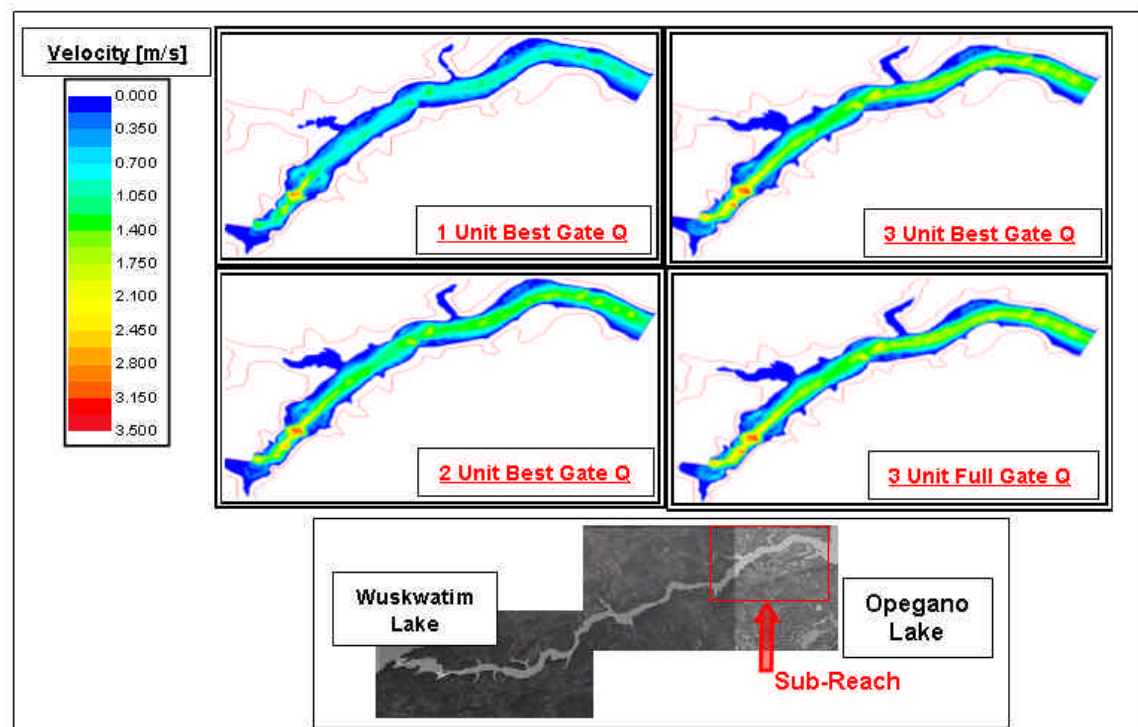 Velocity [m/s]
0.000
0.350
0.700
1.050
1.400
1.750
2.100
2.450
2.800
3.150
3.500
1 Unit Best Gate Q
3 Unit Best Gate Q
2 Unit Best Gate Q
3 Unit Full Gate Q
Wuskwatim
Lake
Opegano
Lake
Sub-Reach